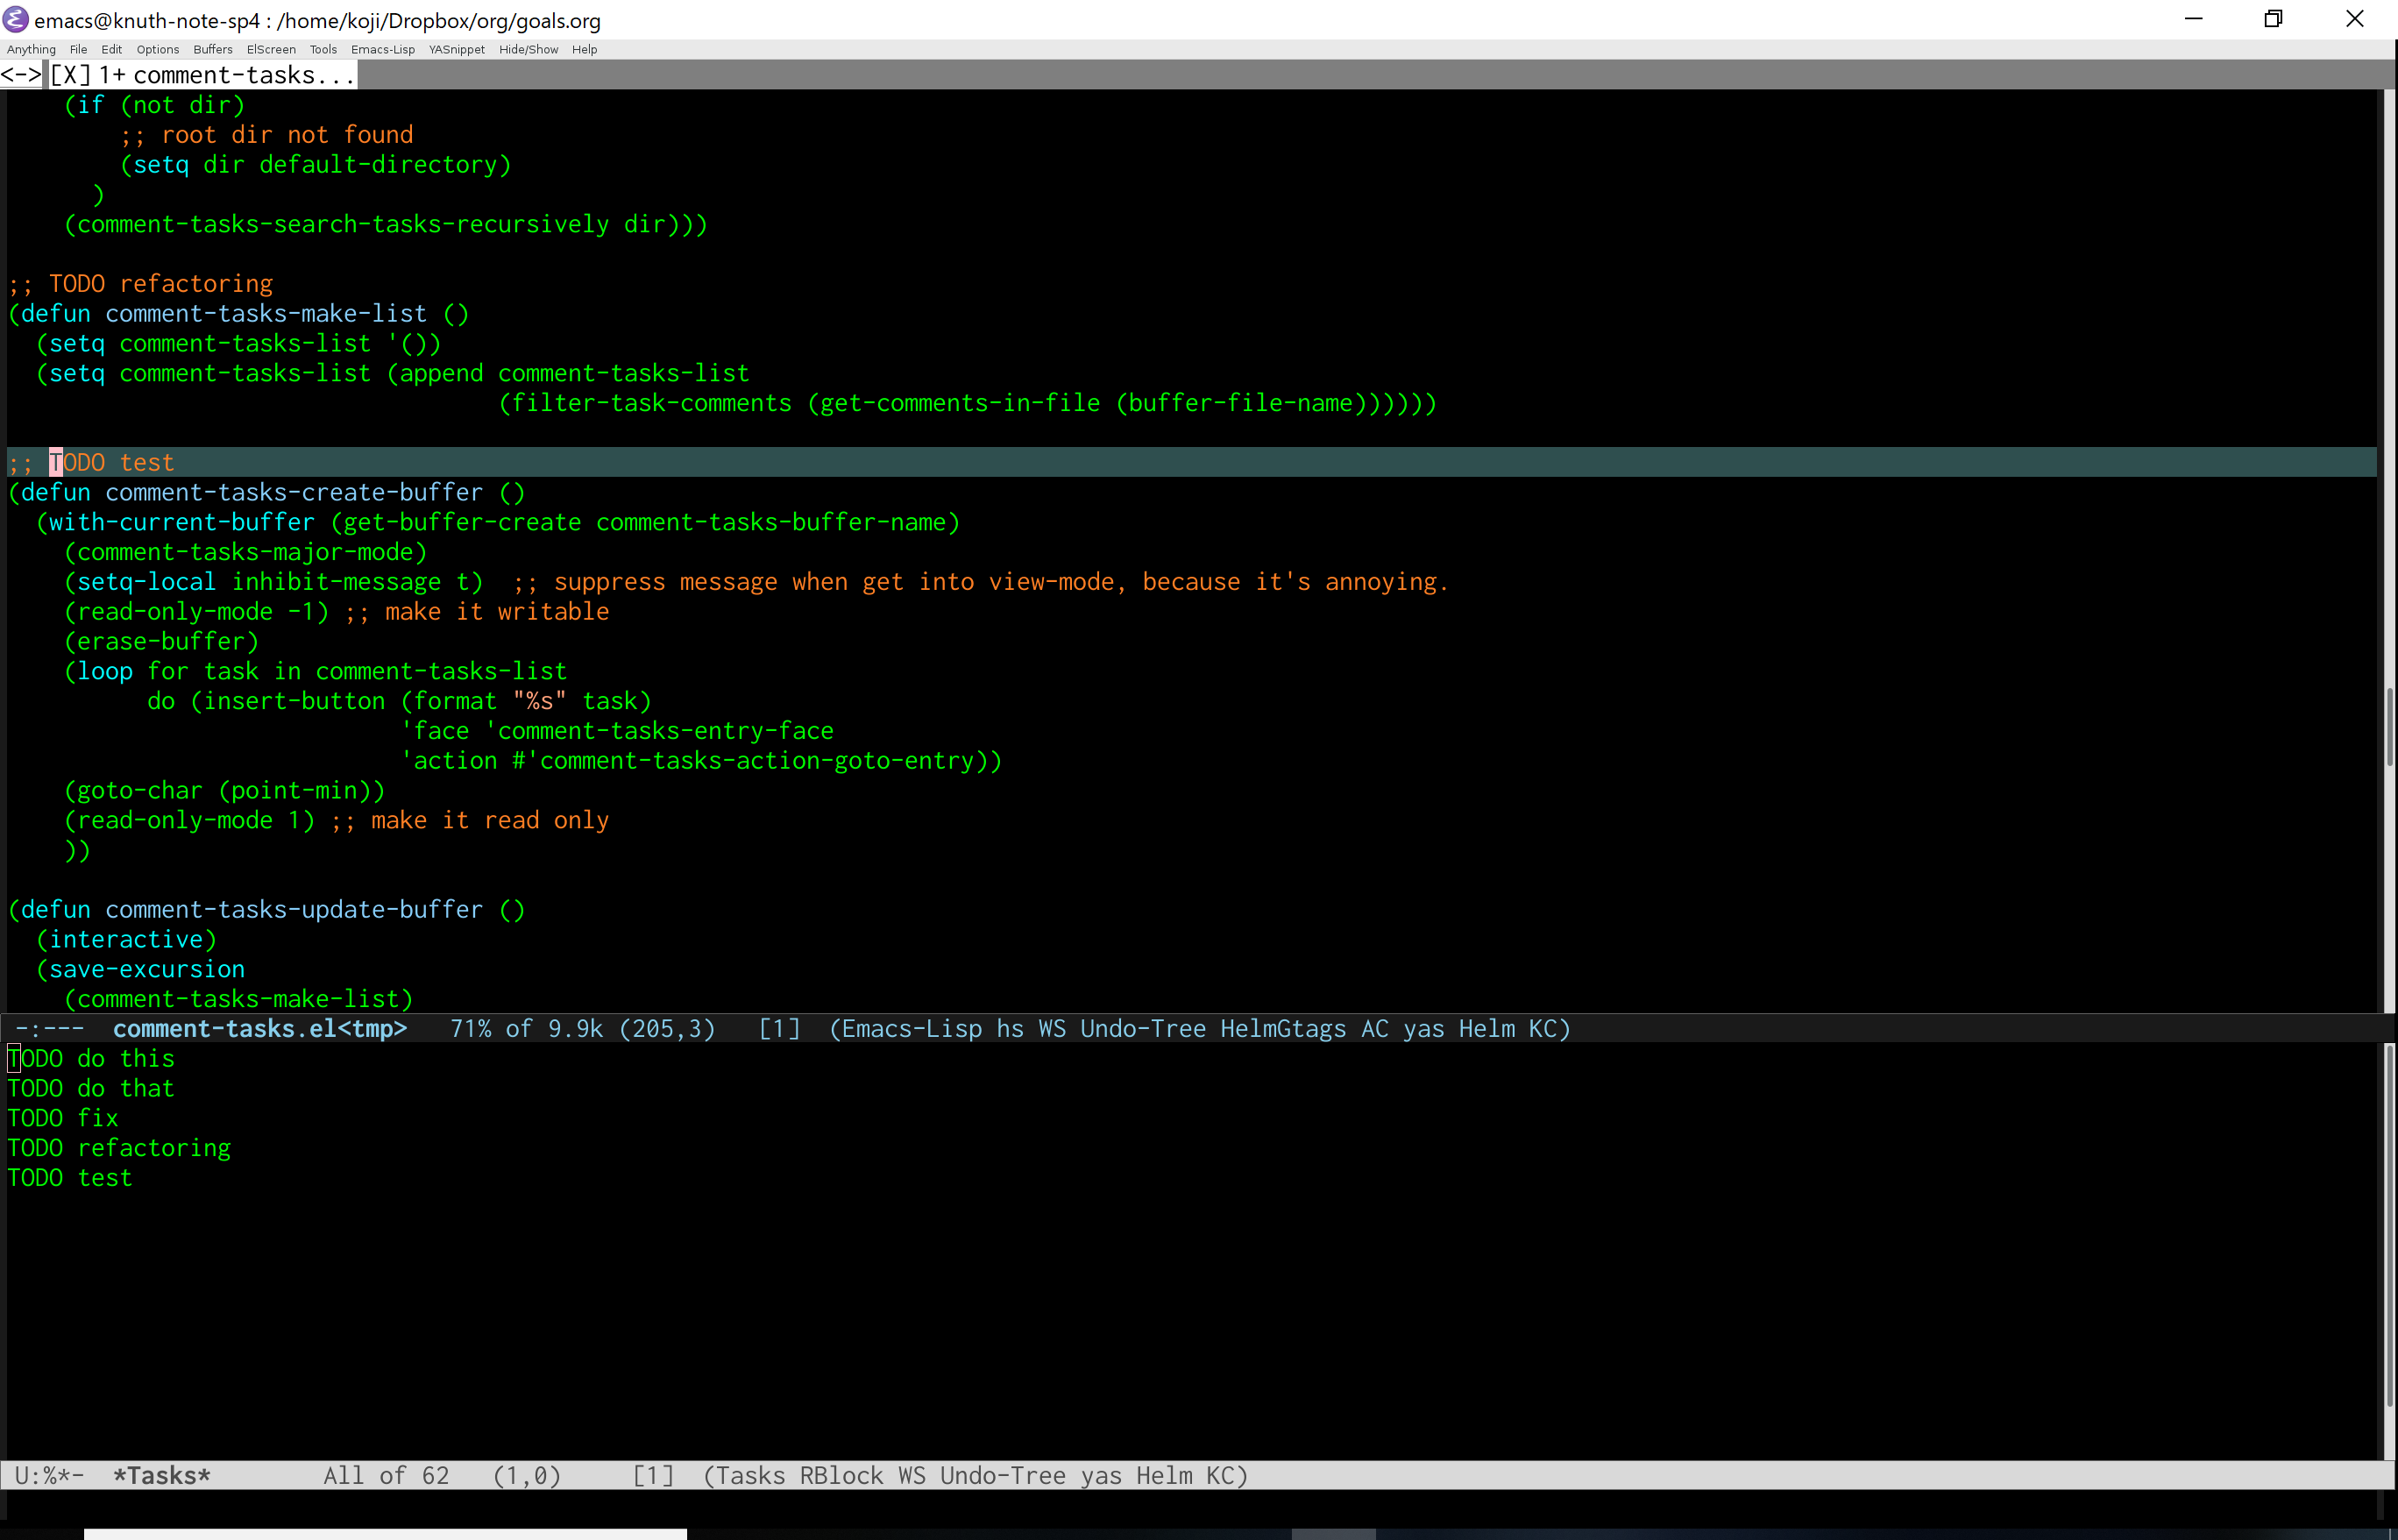 emacs@knuth-note-sp4 : /home/koji/Dropbox/org/goals.org
Anything File Edit Options Buffers ElScreen Tools Emacs-Lisp YASnippet Hide/Show Help
<-> [X] 1+ comment-tasks...
    (if (not dir)
        ;; root dir not found
        (setq dir default-directory)
      )
    (comment-tasks-search-tasks-recursively dir)))
;; TODO refactoring
(defun comment-tasks-make-list ()
  (setq comment-tasks-list '())
  (setq comment-tasks-list (append comment-tasks-list
                                   (filter-task-comments (get-comments-in-file (buffer-file-name))))))
;; TODO test
(defun comment-tasks-create-buffer ()
  (with-current-buffer (get-buffer-create comment-tasks-buffer-name)
    (comment-tasks-major-mode)
    (setq-local inhibit-message t)  ;; suppress message when get into view-mode, because it's annoying.
    (read-only-mode -1) ;; make it writable
    (erase-buffer)
    (loop for task in comment-tasks-list
          do (insert-button (format "%s" task)
                            'face 'comment-tasks-entry-face
                            'action #'comment-tasks-action-goto-entry))
    (goto-char (point-min))
    (read-only-mode 1) ;; make it read only
    ))
(defun comment-tasks-update-buffer ()
  (interactive)
  (save-excursion
    (comment-tasks-make-list)
-:---  comment-tasks.el<tmp>   71% of 9.9k (205,3)   [1]  (Emacs-Lisp hs WS Undo-Tree HelmGtags AC yas Helm KC)
TODO do this
TODO do that
TODO fix
TODO refactoring
TODO test
U:%*-  *Tasks*        All of 62   (1,0)     [1]  (Tasks RBlock WS Undo-Tree yas Helm KC)